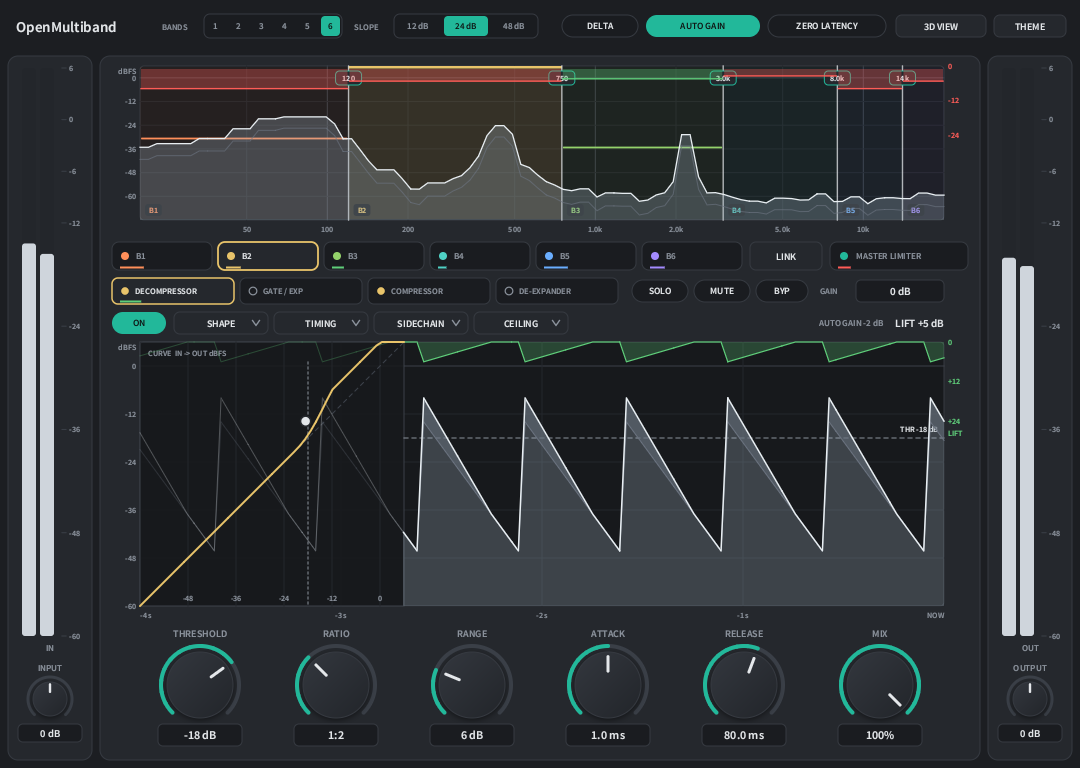 OpenMultiband BANDS 1 2 3 4 5 6 SLOPE 12 dB 24 dB 48 dB DELTA AUTO GAIN ZERO LATENCY 3D VIEW THEME
dBFS
6 0 -6 -12 -24 -36 -48 -60
0 -12 -24 -36 -48 -60
120 750 3.0k 8.0k 14k
0 -12 -24
B1 B2 B3 B4 B5 B6
50 100 200 500 1.0k 2.0k 5.0k 10k
B1 B2 B3 B4 B5 B6 LINK MASTER LIMITER
DECOMPRESSOR GATE / EXP COMPRESSOR DE-EXPANDER SOLO MUTE BYP GAIN 0 dB
ON SHAPE TIMING SIDECHAIN CEILING AUTO GAIN -2 dB LIFT +5 dB
dBFS
CURVE IN -> OUT dBFS
0 -12 -24 -36 -48 -60
0 +12 +24 LIFT
THR -18 dB
-48 -36 -24 -12 0
-4s -3s -2s -1s NOW
THRESHOLD RATIO RANGE ATTACK RELEASE MIX
-18 dB 1:2 6 dB 1.0 ms 80.0 ms 100%
IN
INPUT
0 dB
6 0 -6 -12 -24 -36 -48 -60
OUT
OUTPUT
0 dB